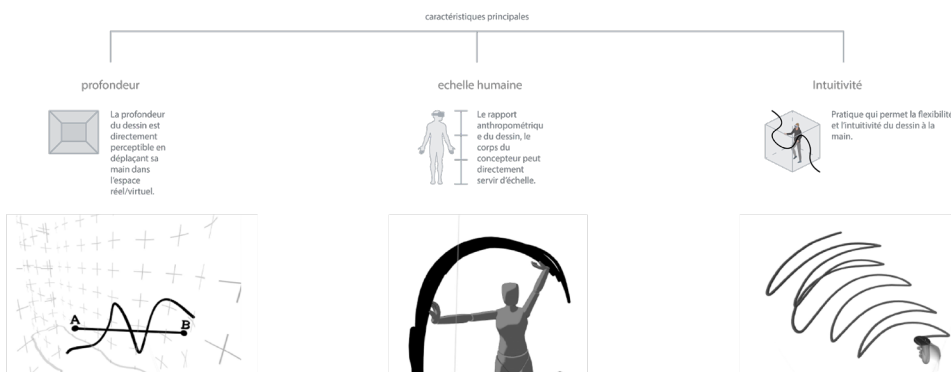 caractéristiques principales
profondeur
La profondeur
du dessin est
directement
perceptible en
déplaçant sa
main dans
l'espace
réel/virtuel.
echelle humaine
Le rapport
anthropométriqu
e du dessin, le
corps du
concepteur peut
directement
servir d'échelle.
Intuitivité
Pratique qui permet la flexibilité
et l'intuitivité du dessin à la
main.
A
B